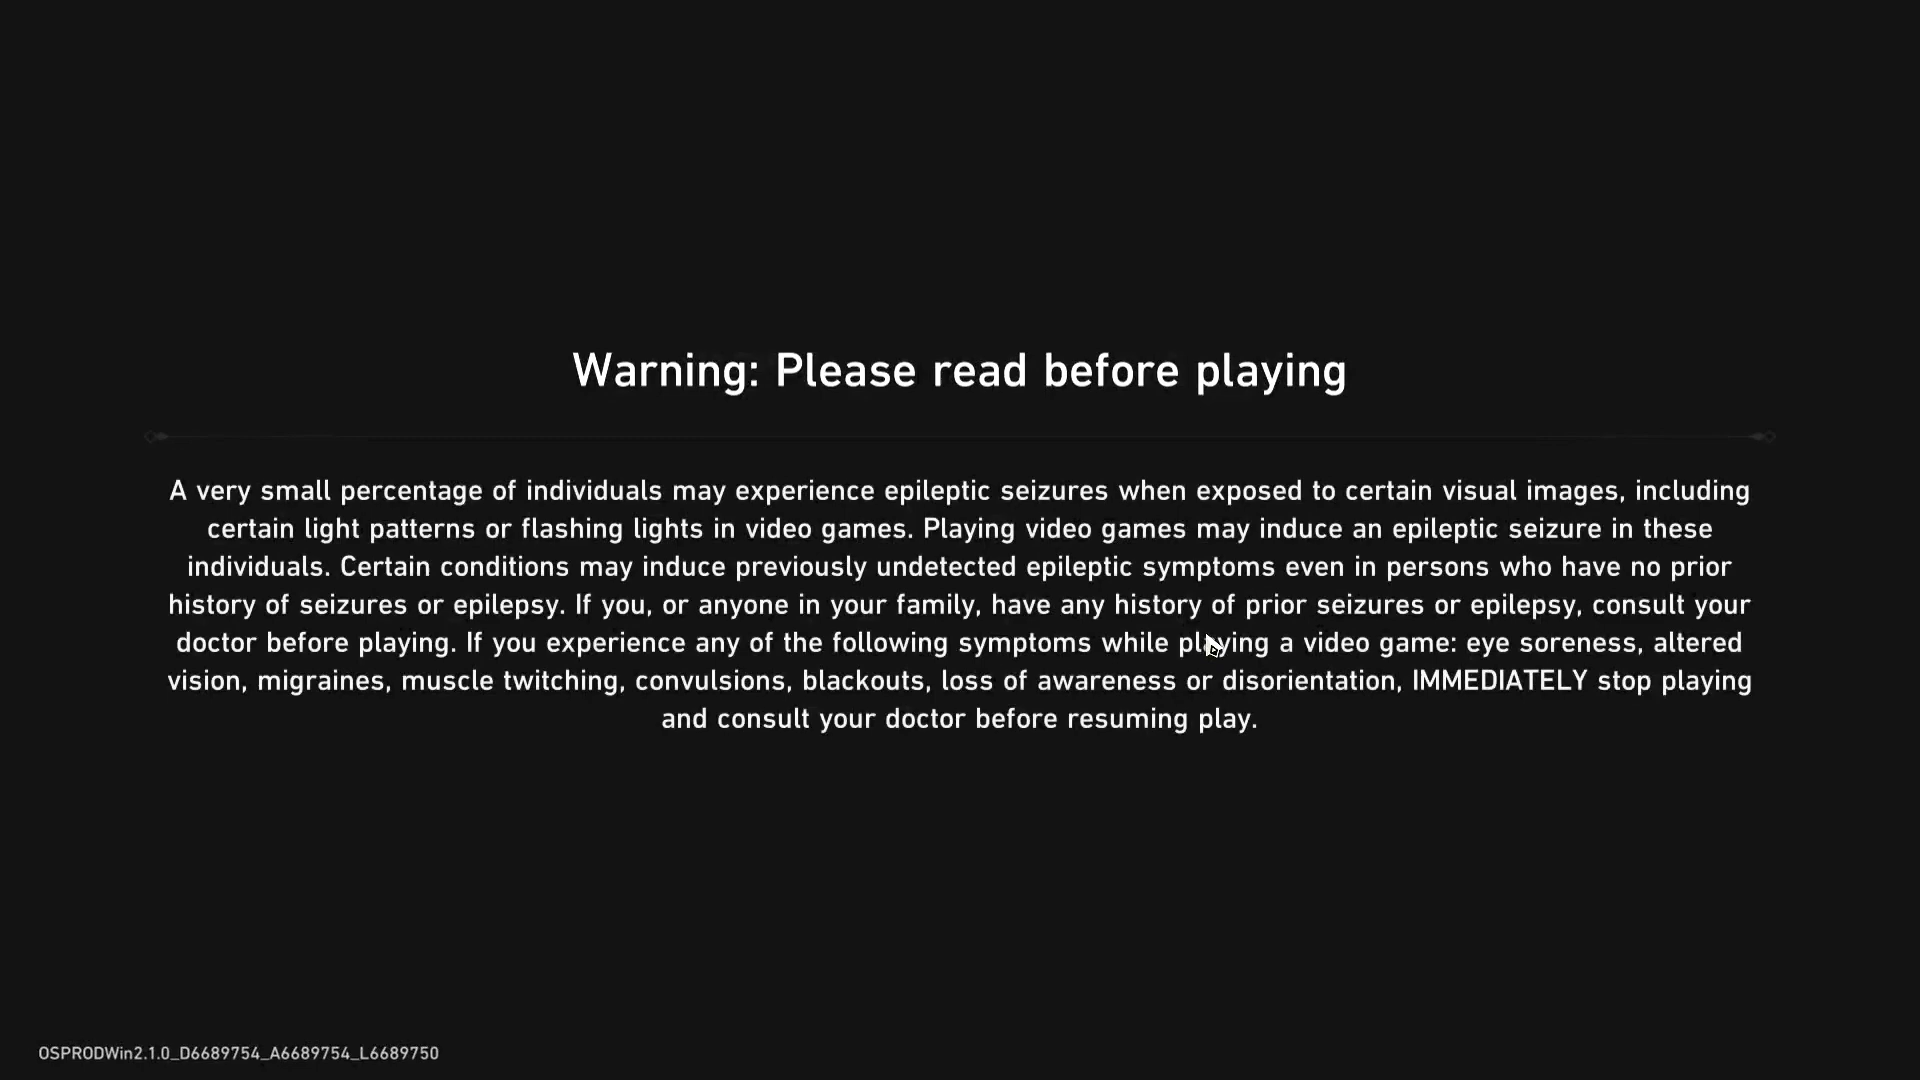 Warning: Please read before playing
A very small percentage of individuals may experience epileptic seizures when exposed to certain visual images, including
certain light patterns or flashing lights in video games. Playing video games may induce an epileptic seizure in these
individuals. Certain conditions may induce previously undetected epileptic symptoms even in persons who have no prior
history of seizures or epilepsy. If you, or anyone in your family, have any history of prior seizures or epilepsy, consult your
doctor before playing. If you experience any of the following symptoms while playing a video game: eye soreness, altered
vision, migraines, muscle twitching, convulsions, blackouts, loss of awareness or disorientation, IMMEDIATELY stop playing
and consult your doctor before resuming play.
OSPRODWin2.1.0_D6689754_A6689754_L6689750